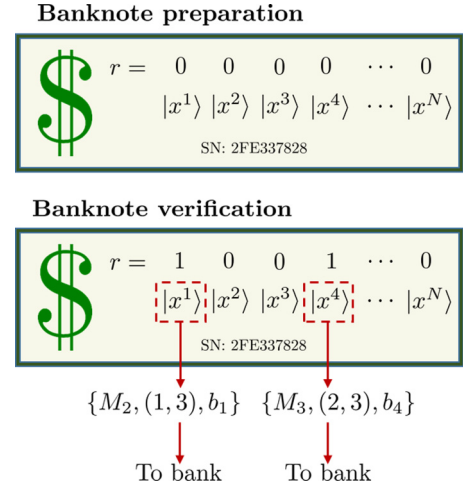 Banknote preparation
$ r = 0 0 0 0 ⋯ 0
|x¹⟩ |x²⟩ |x³⟩ |x⁴⟩ ⋯ |xᴺ⟩
SN: 2FE337828
Banknote verification
$ r = 1 0 0 1 ⋯ 0
|x¹⟩ |x²⟩ |x³⟩ |x⁴⟩ ⋯ |xᴺ⟩
SN: 2FE337828
{M₂, (1, 3), b₁} {M₃, (2, 3), b₄}
To bank To bank